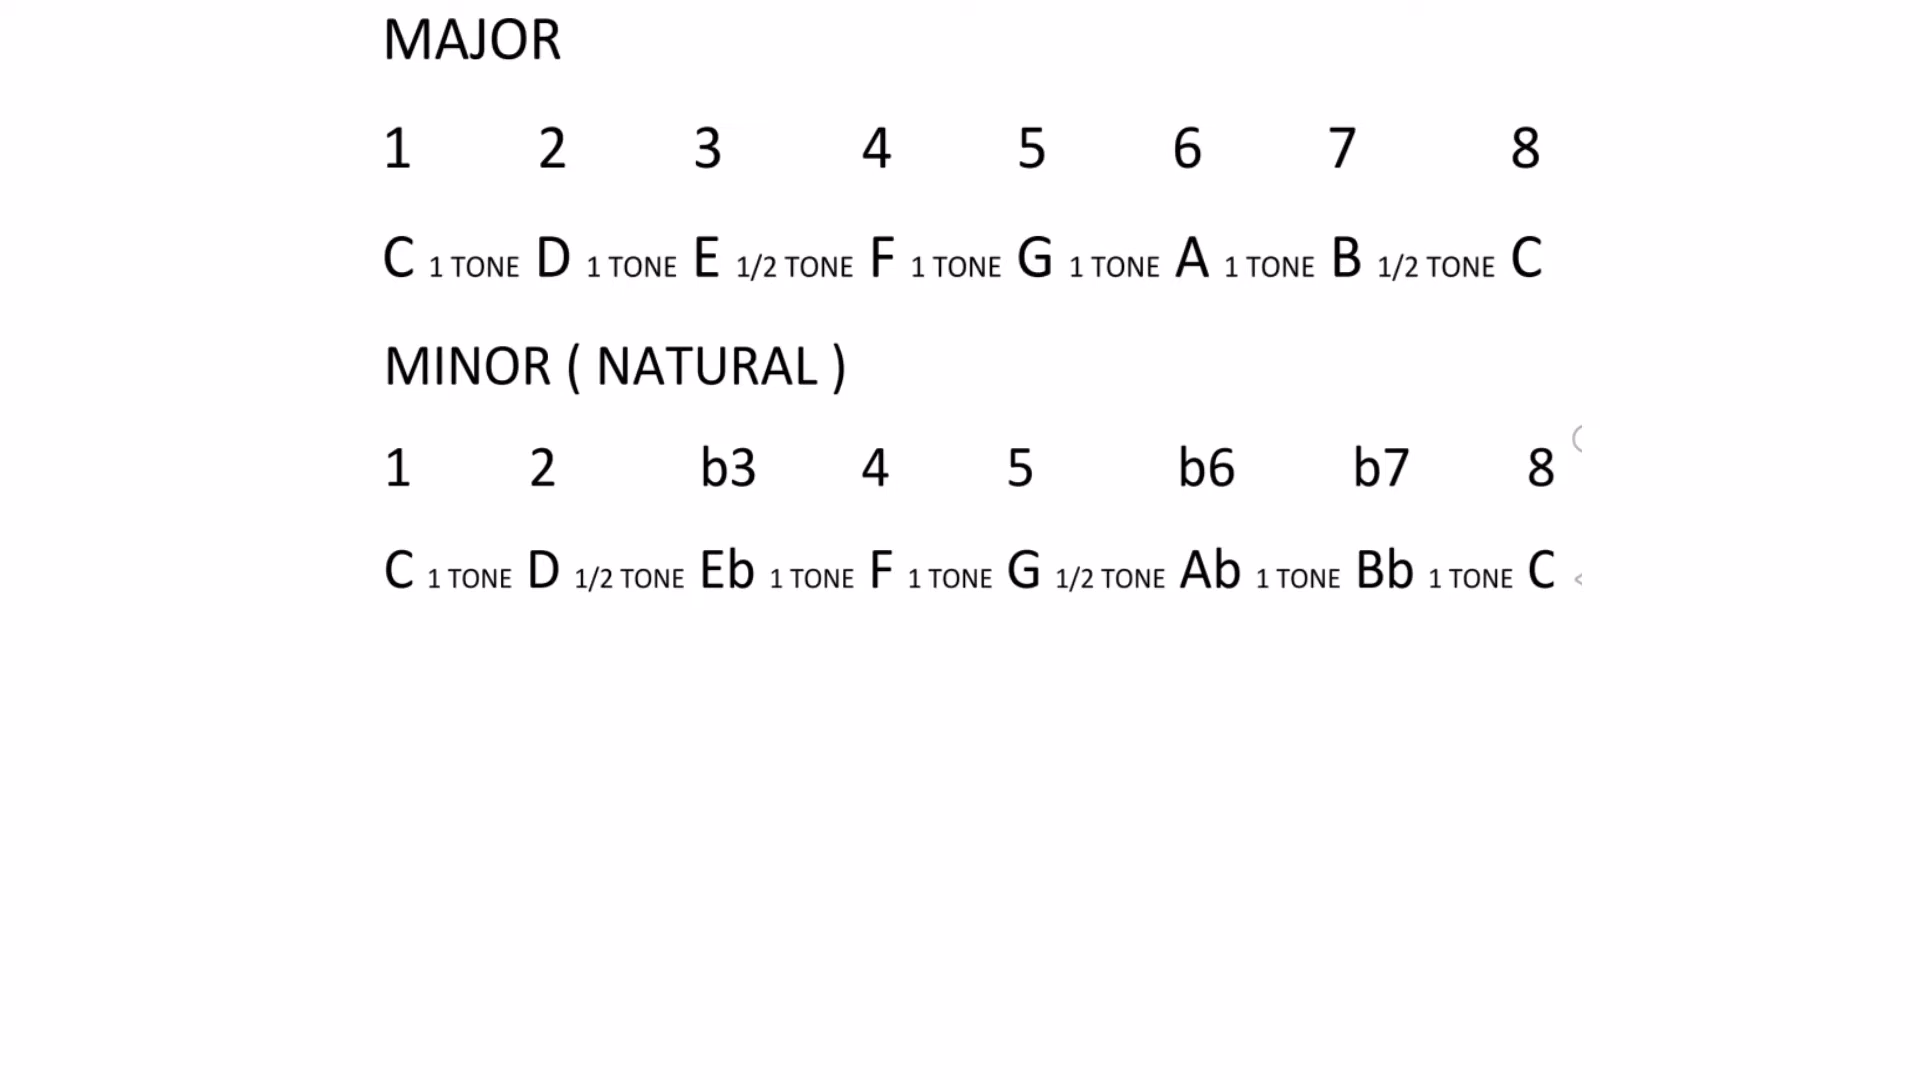 MAJOR
1 2 3 4 5 6 7 8
C 1 TONE D 1 TONE E 1/2 TONE F 1 TONE G 1 TONE A 1 TONE B 1/2 TONE C
MINOR ( NATURAL )
1 2 b3 4 5 b6 b7 8
C 1 TONE D 1/2 TONE Eb 1 TONE F 1 TONE G 1/2 TONE Ab 1 TONE Bb 1 TONE C